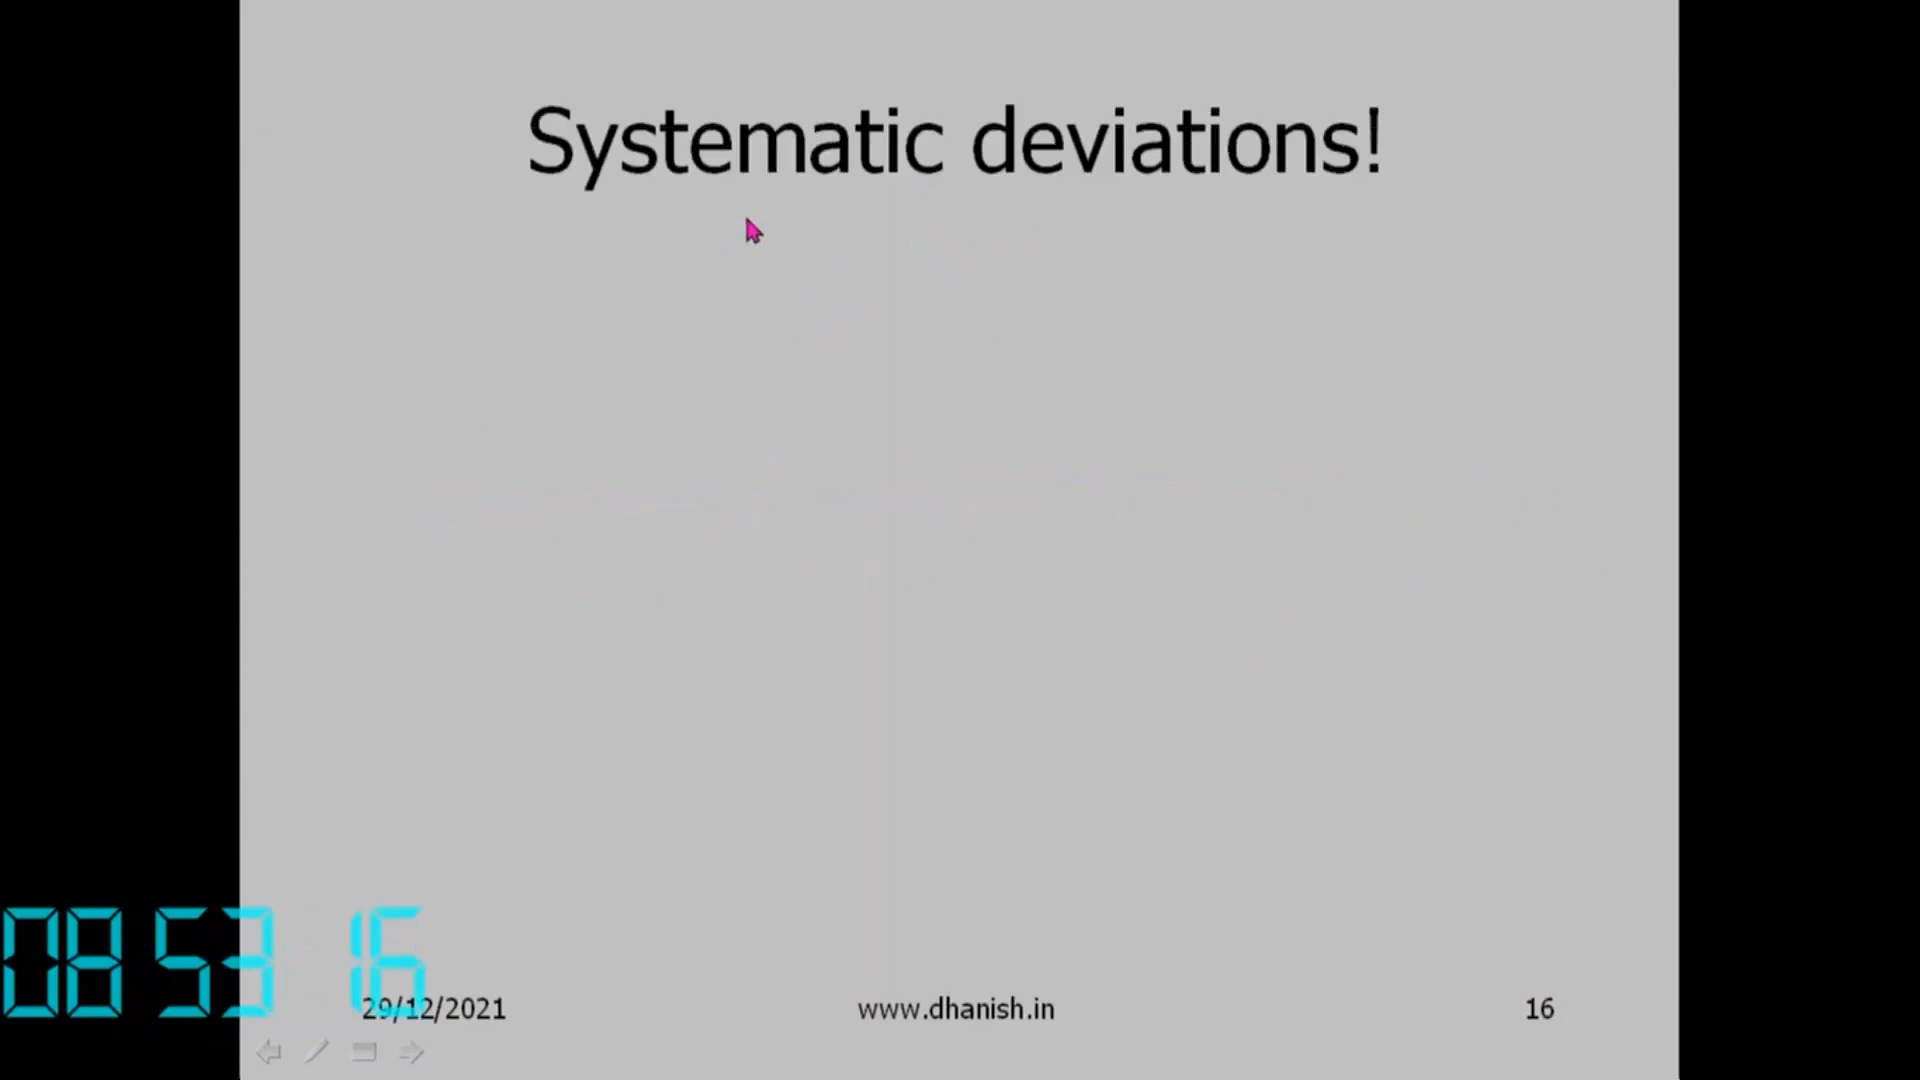 Systematic deviations!
08 53 16
29/12/2021
www.dhanish.in
16